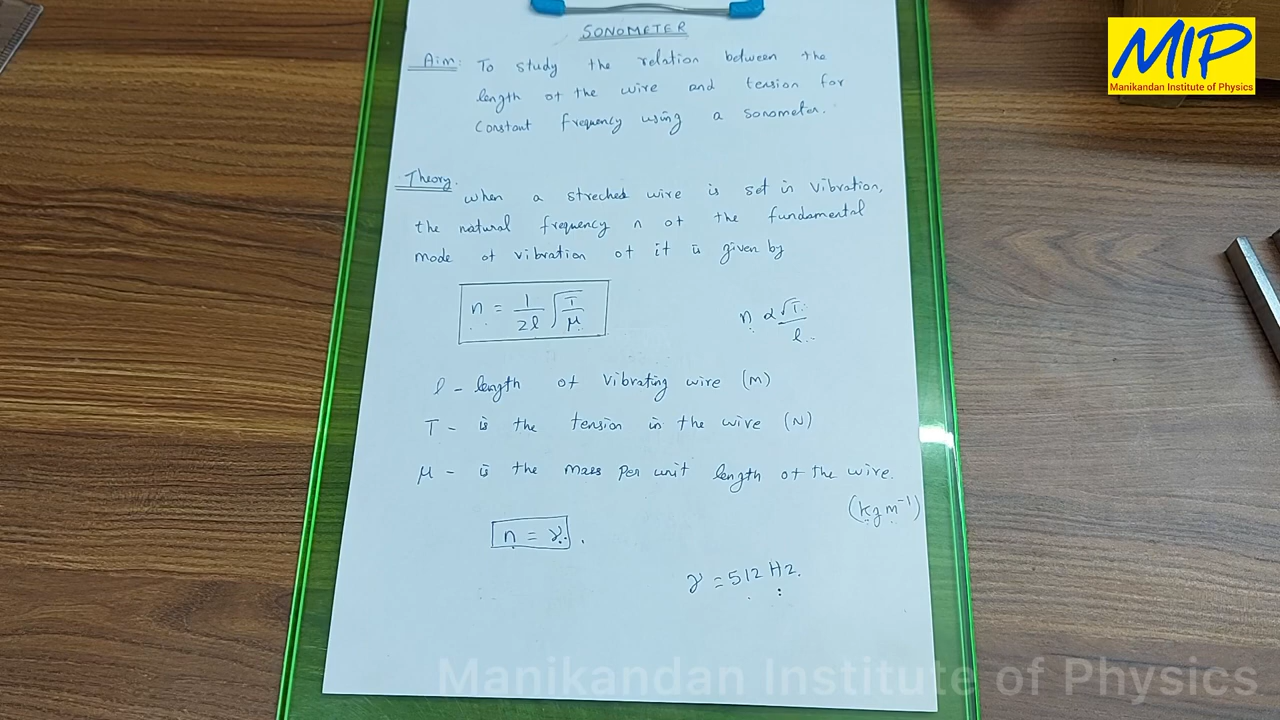 MIP
Manikandan Institute of Physics
SONOMETER
Aim: To study the relation between the
length of the wire and tension for
constant frequency using a sonometer.
Theory.
When a streched wire is set in vibration,
the natural frequency n of the fundamental
mode of vibration of it is given by
n = 1/2l √T/μ
n α √T/l
l - length of vibrating wire (m)
T - is the tension in the wire (N)
μ - is the mass per unit length of the wire.
(kg m⁻¹)
n = γ.
γ = 512 Hz.
Manikandan Institute of Physics